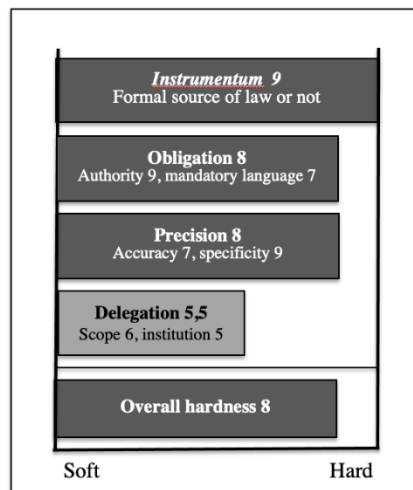 Instrumentum 9
Formal source of law or not
Obligation 8
Authority 9, mandatory language 7
Precision 8
Accuracy 7, specificity 9
Delegation 5,5
Scope 6, institution 5
Overall hardness 8
Soft Hard